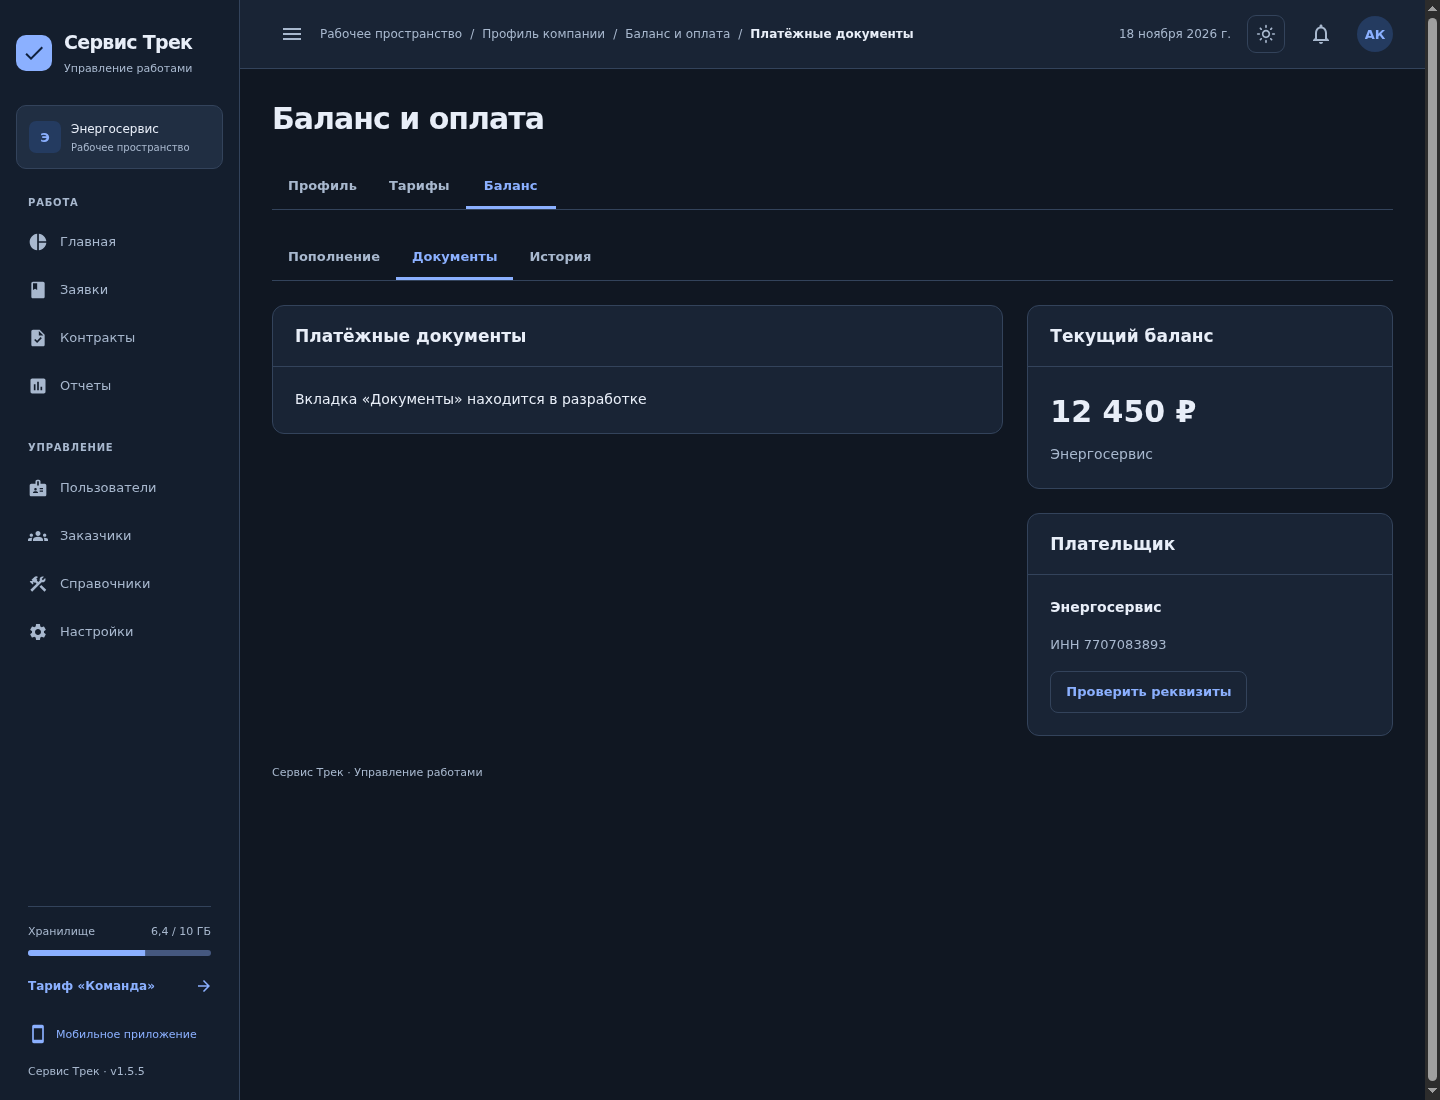 Сервис Трек
Управление работами
Э
Энергосервис
Рабочее пространство
РАБОТА
Главная
Заявки
Контракты
Отчеты
УПРАВЛЕНИЕ
Пользователи
Заказчики
Справочники
Настройки
Хранилище 6,4 / 10 ГБ
Тариф «Команда»
Мобильное приложение
Сервис Трек · v1.5.5
Рабочее пространство / Профиль компании / Баланс и оплата / Платёжные документы
18 ноября 2026 г.
АК
Баланс и оплата
Профиль Тарифы Баланс
Пополнение Документы История
Платёжные документы
Вкладка «Документы» находится в разработке
Текущий баланс
12 450 ₽
Энергосервис
Плательщик
Энергосервис
ИНН 7707083893
Проверить реквизиты
Сервис Трек · Управление работами